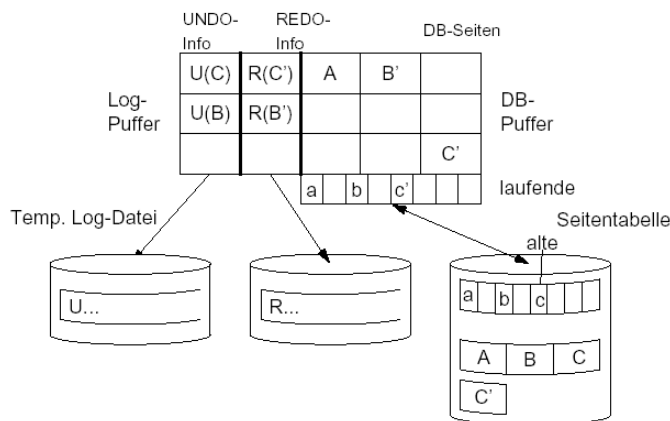 UNDO-
Info
REDO-
Info
DB-Seiten
U(C) R(C') A B'
Log-
Puffer
U(B) R(B')
DB-
Puffer
C'
a b c'
laufende
Temp. Log-Datei
Seitentabelle
alte
U...
R...
a b c
A B C
C'